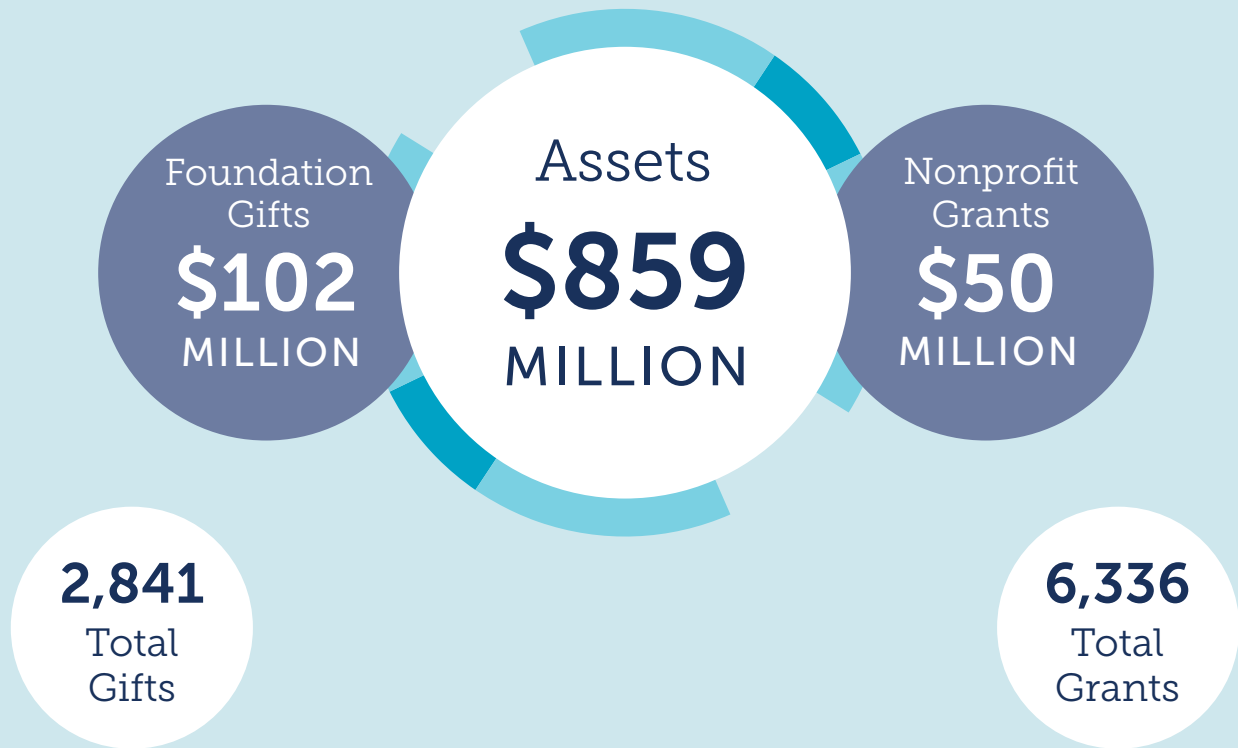 Foundation
Gifts
$102
MILLION
Assets
$859
MILLION
Nonprofit
Grants
$50
MILLION
2,841
Total
Gifts
6,336
Total
Grants